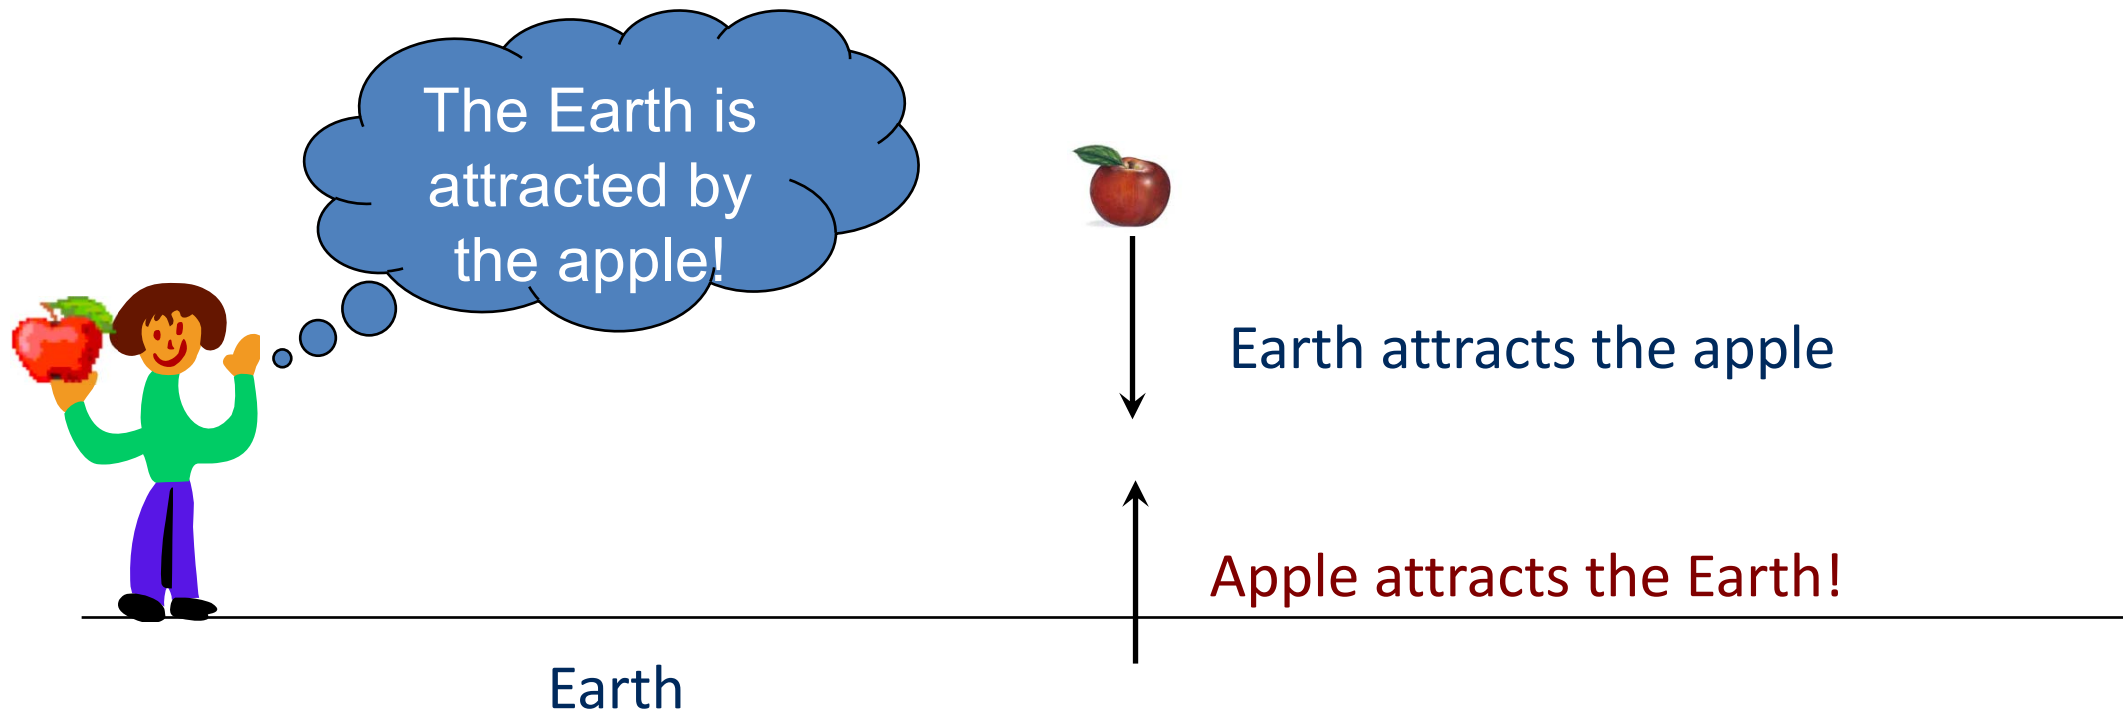 The Earth is
attracted by
the apple!
Earth attracts the apple
Apple attracts the Earth!
Earth